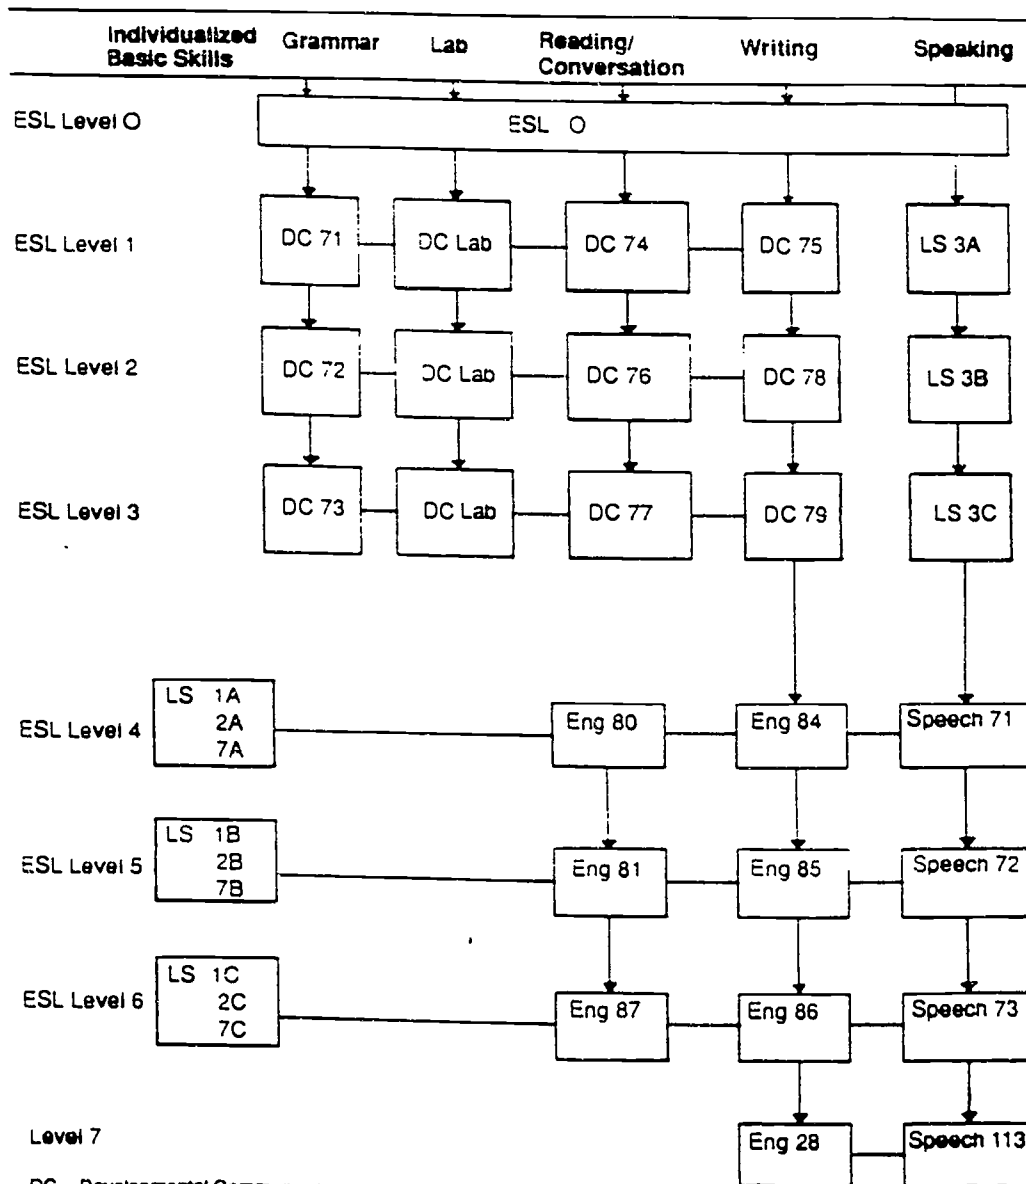 Individualized Basic Skills
Grammar
Lab
Reading/ Conversation
Writing
Speaking
ESL Level O
ESL O
ESL Level 1
DC 71
DC Lab
DC 74
DC 75
LS 3A
ESL Level 2
DC 72
DC Lab
DC 76
DC 78
LS 3B
ESL Level 3
DC 73
DC Lab
DC 77
DC 79
LS 3C
ESL Level 4
LS 1A
2A
7A
Eng 80
Eng 84
Speech 71
ESL Level 5
LS 1B
2B
7B
Eng 81
Eng 85
Speech 72
ESL Level 6
LS 1C
2C
7C
Eng 87
Eng 86
Speech 73
Level 7
Eng 28
Speech 113